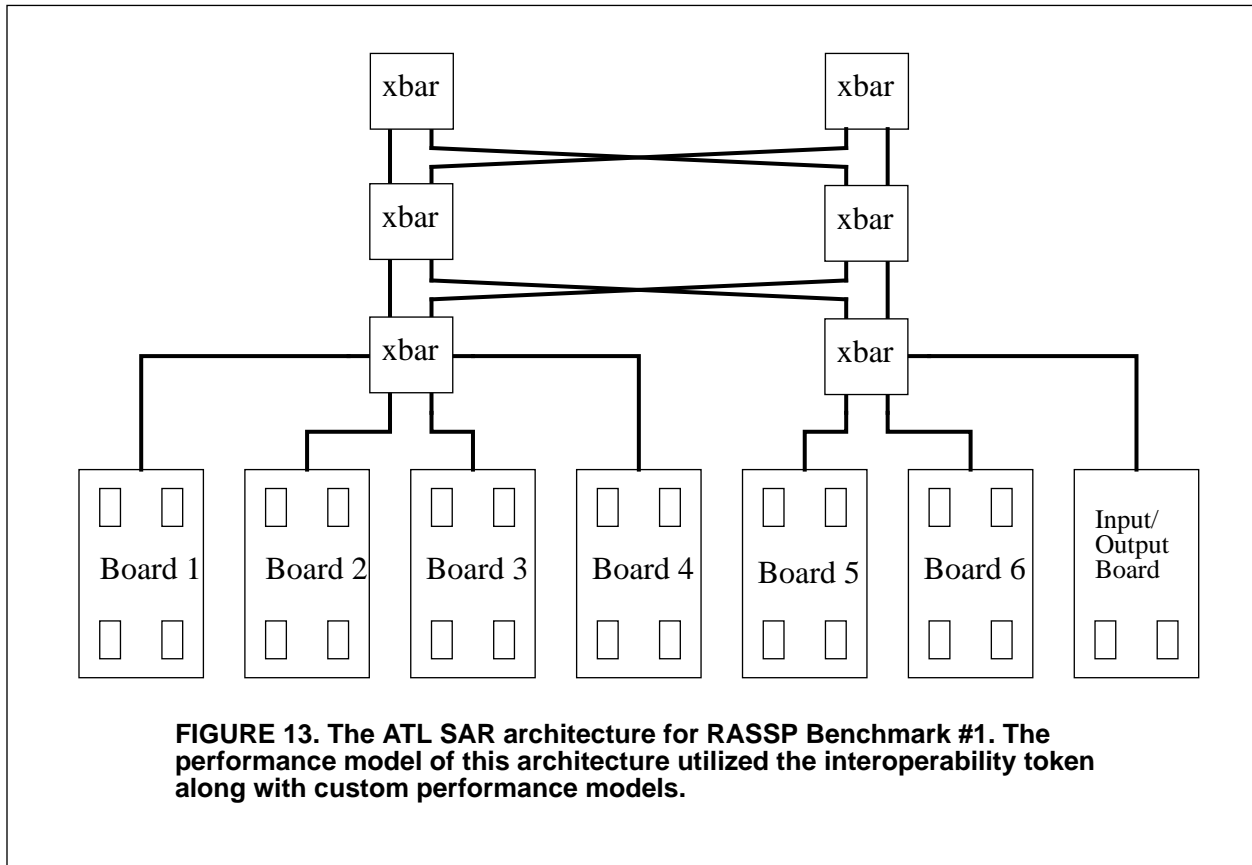 xbar
xbar
xbar
xbar
xbar
xbar
Board 1
Board 2
Board 3
Board 4
Board 5
Board 6
Input/
Output
Board
FIGURE 13. The ATL SAR architecture for RASSP Benchmark #1. The
performance model of this architecture utilized the interoperability token
along with custom performance models.